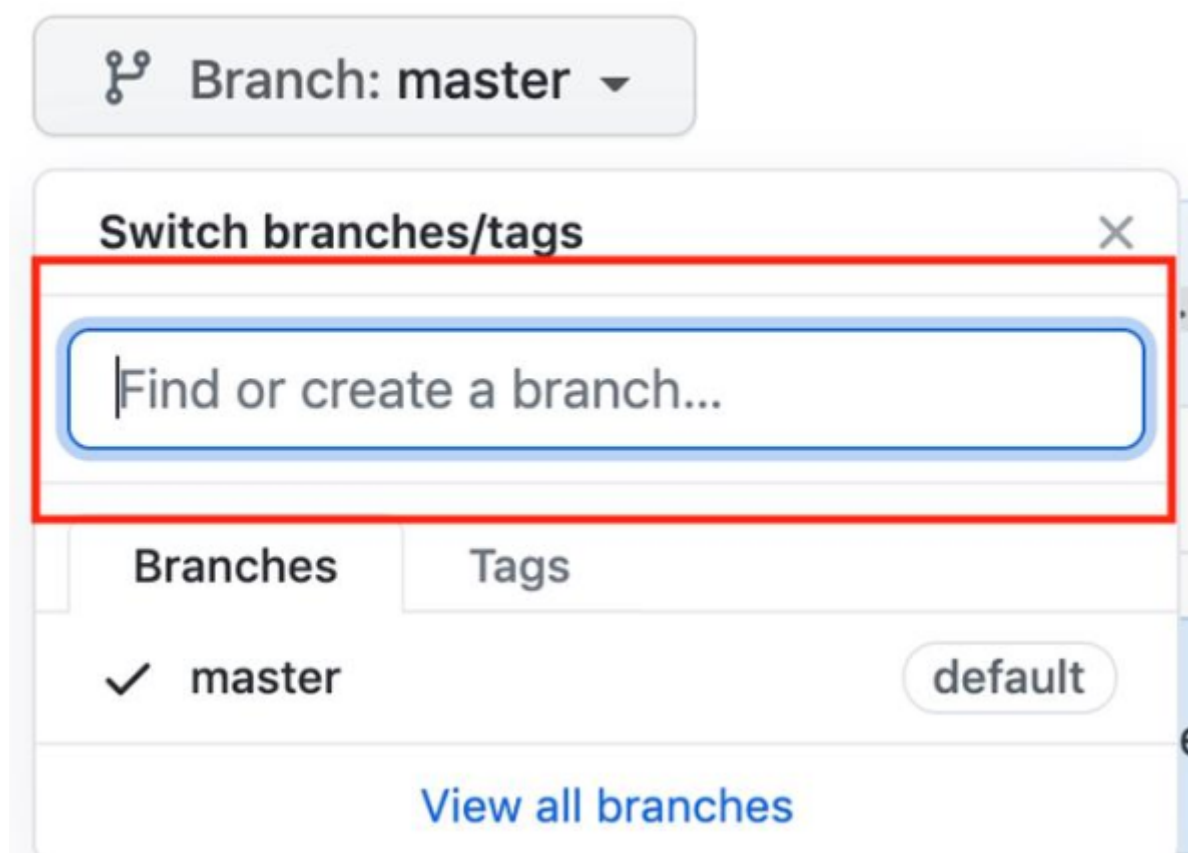 Branch: master
Switch branches/tags
Find or create a branch...
Branches
Tags
master
default
View all branches